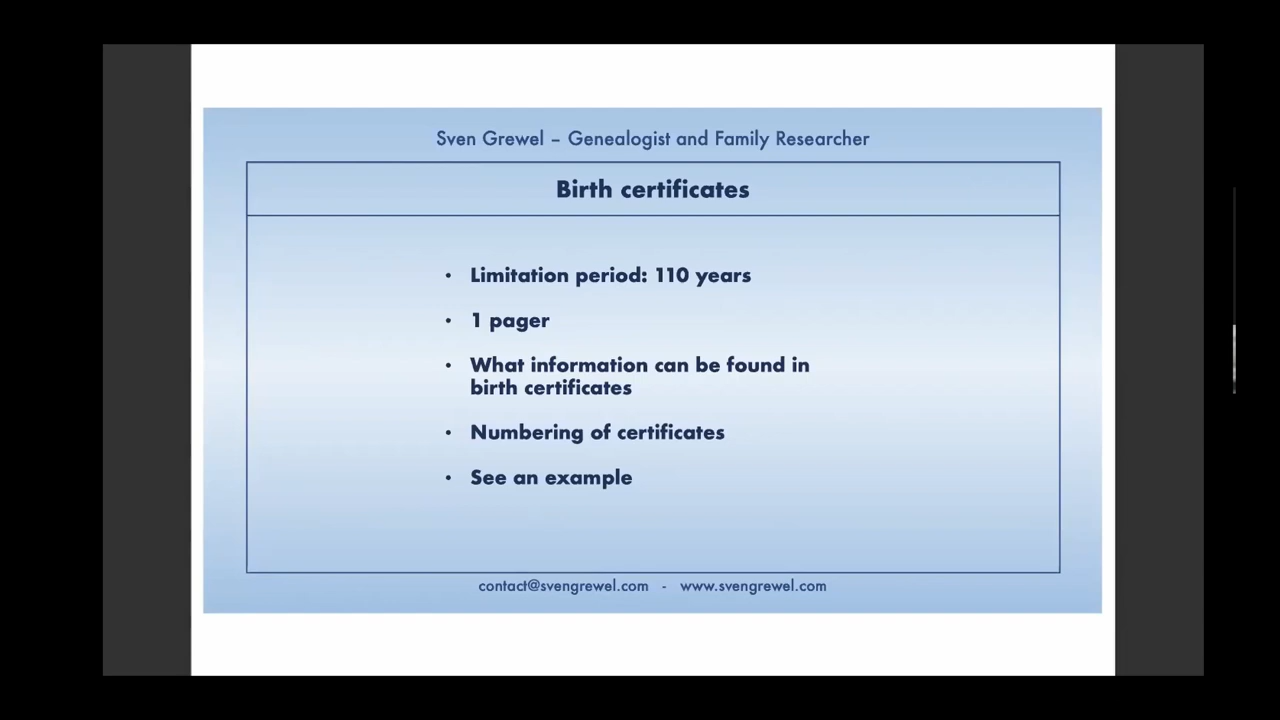 Sven Grewel – Genealogist and Family Researcher
Birth certificates
• Limitation period: 110 years
• 1 pager
• What information can be found in
birth certificates
• Numbering of certificates
• See an example
contact@svengrewel.com - www.svengrewel.com